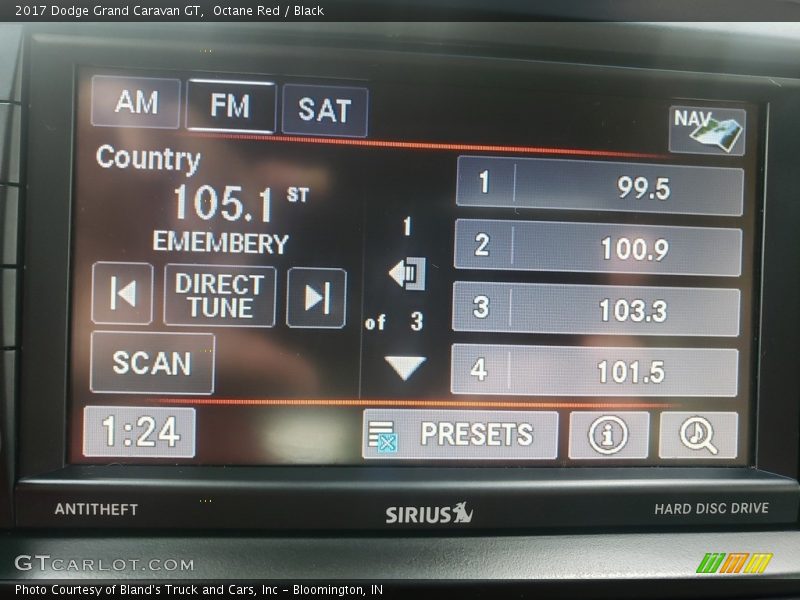 2017 Dodge Grand Caravan GT,  Octane Red / Black
AM FM SAT
NAV
Country
105.1 ST
EMEMBERY
DIRECT
TUNE
SCAN
1
of 3
1 99.5
2 100.9
3 103.3
4 101.5
1:24
PRESETS
i
ANTITHEFT
SIRIUS
HARD DISC DRIVE
GTCARLOT.COM
Photo Courtesy of Bland's Truck and Cars, Inc - Bloomington, IN